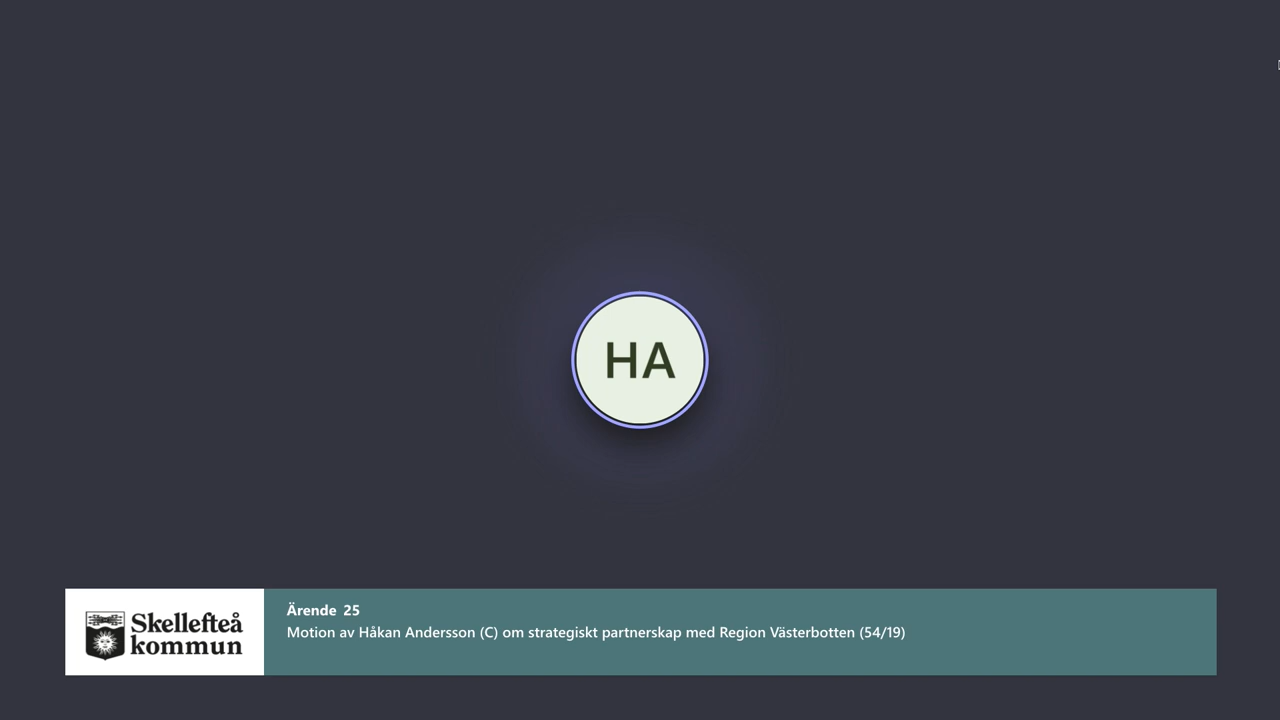 HA
Skellefteå
kommun
Ärende 25
Motion av Håkan Andersson (C) om strategiskt partnerskap med Region Västerbotten (54/19)